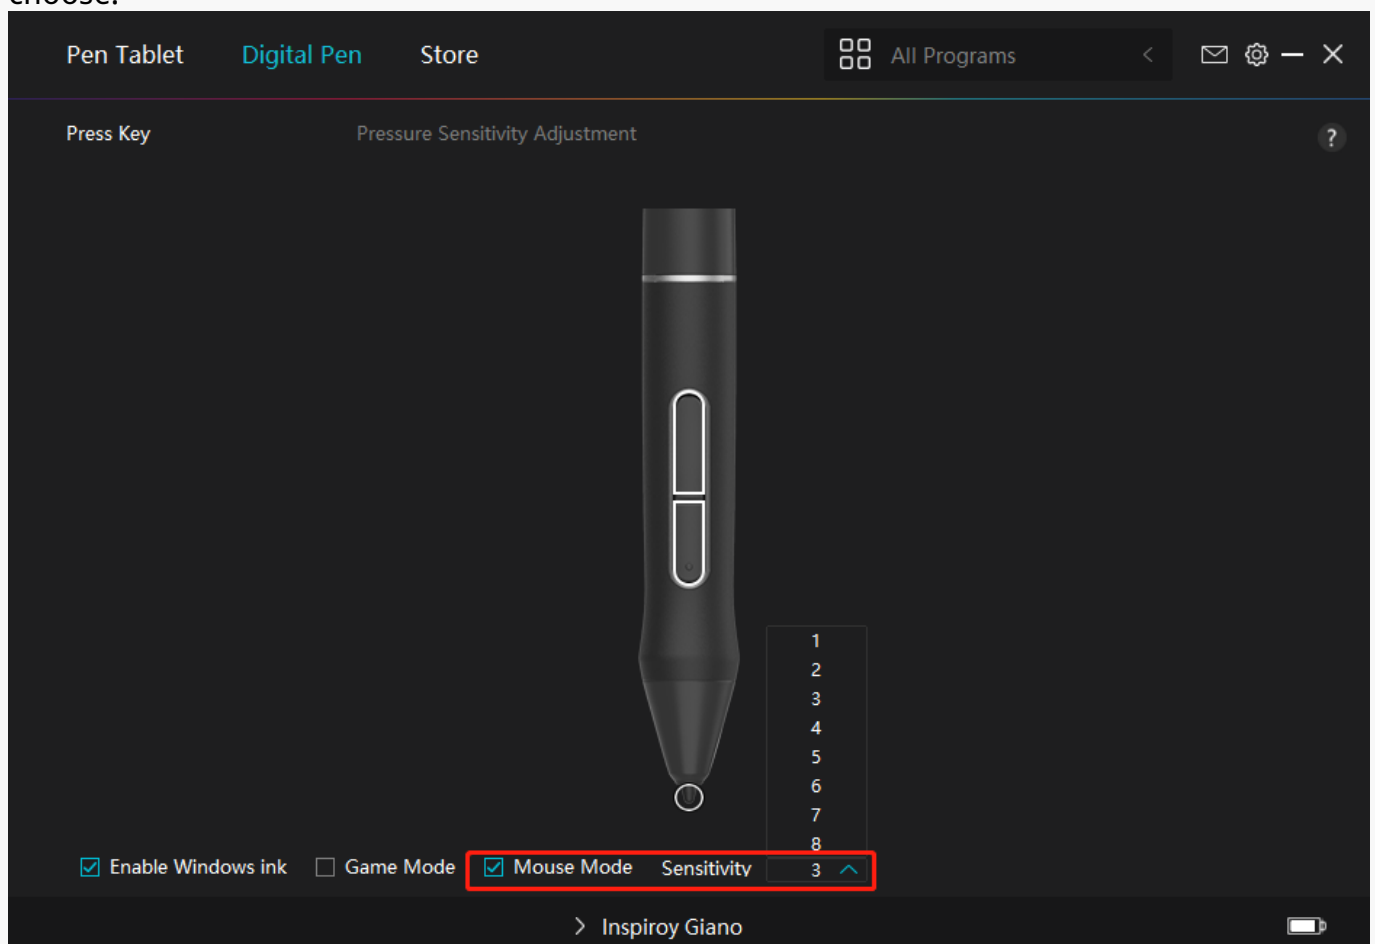 choose.
Pen Tablet Digital Pen Store All Programs
Press Key Pressure Sensitivity Adjustment ?
1
2
3
4
5
6
7
8
Enable Windows ink Game Mode Mouse Mode Sensitivity 3
Inspiroy Giano